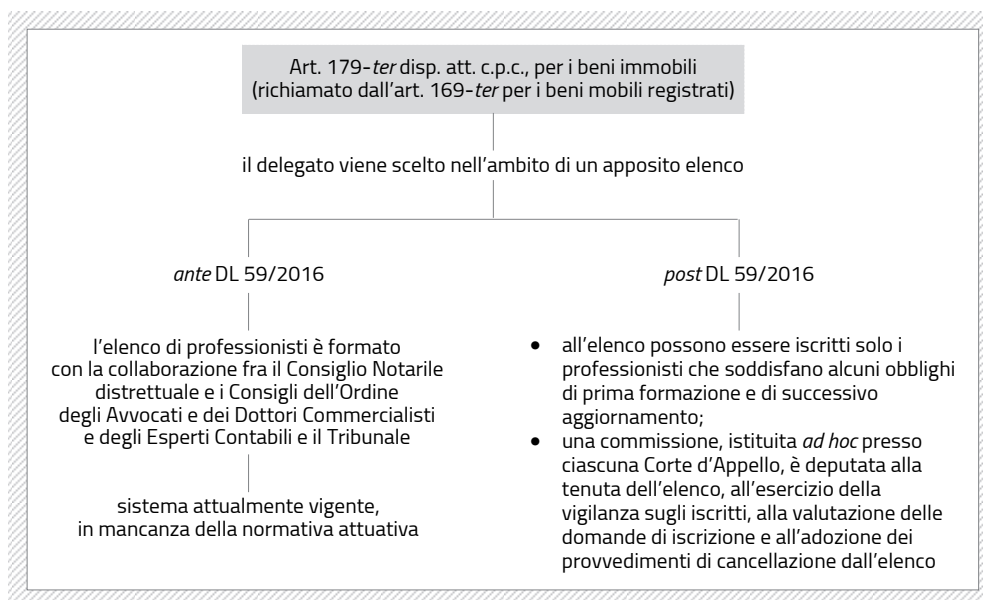 Art. 179-ter disp. att. c.p.c., per i beni immobili
(richiamato dall'art. 169-ter per i beni mobili registrati)
il delegato viene scelto nell'ambito di un apposito elenco
ante DL 59/2016
l'elenco di professionisti è formato
con la collaborazione fra il Consiglio Notarile
distrettuale e i Consigli dell'Ordine
degli Avvocati e dei Dottori Commercialisti
e degli Esperti Contabili e il Tribunale
sistema attualmente vigente,
in mancanza della normativa attuativa
post DL 59/2016
• all'elenco possono essere iscritti solo i
professionisti che soddisfano alcuni obblighi
di prima formazione e di successivo
aggiornamento;
• una commissione, istituita ad hoc presso
ciascuna Corte d'Appello, è deputata alla
tenuta dell'elenco, all'esercizio della
vigilanza sugli iscritti, alla valutazione delle
domande di iscrizione e all'adozione dei
provvedimenti di cancellazione dall'elenco